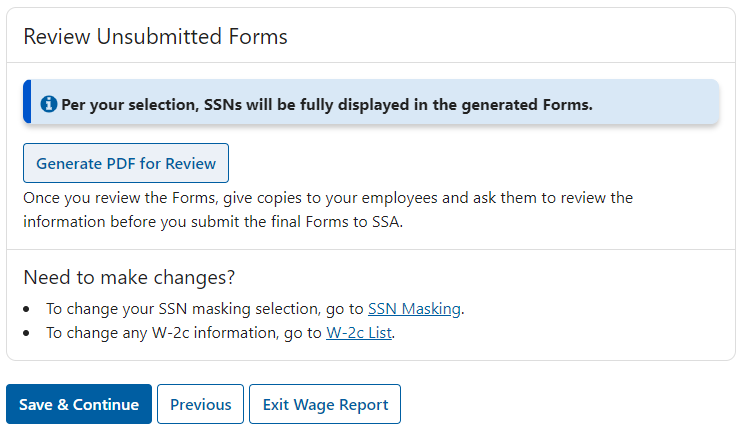 Review Unsubmitted Forms
Per your selection, SSNs will be fully displayed in the generated Forms.
Generate PDF for Review
Once you review the Forms, give copies to your employees and ask them to review the
information before you submit the final Forms to SSA.
Need to make changes?
• To change your SSN masking selection, go to SSN Masking.
• To change any W-2c information, go to W-2c List.
Save & Continue
Previous
Exit Wage Report